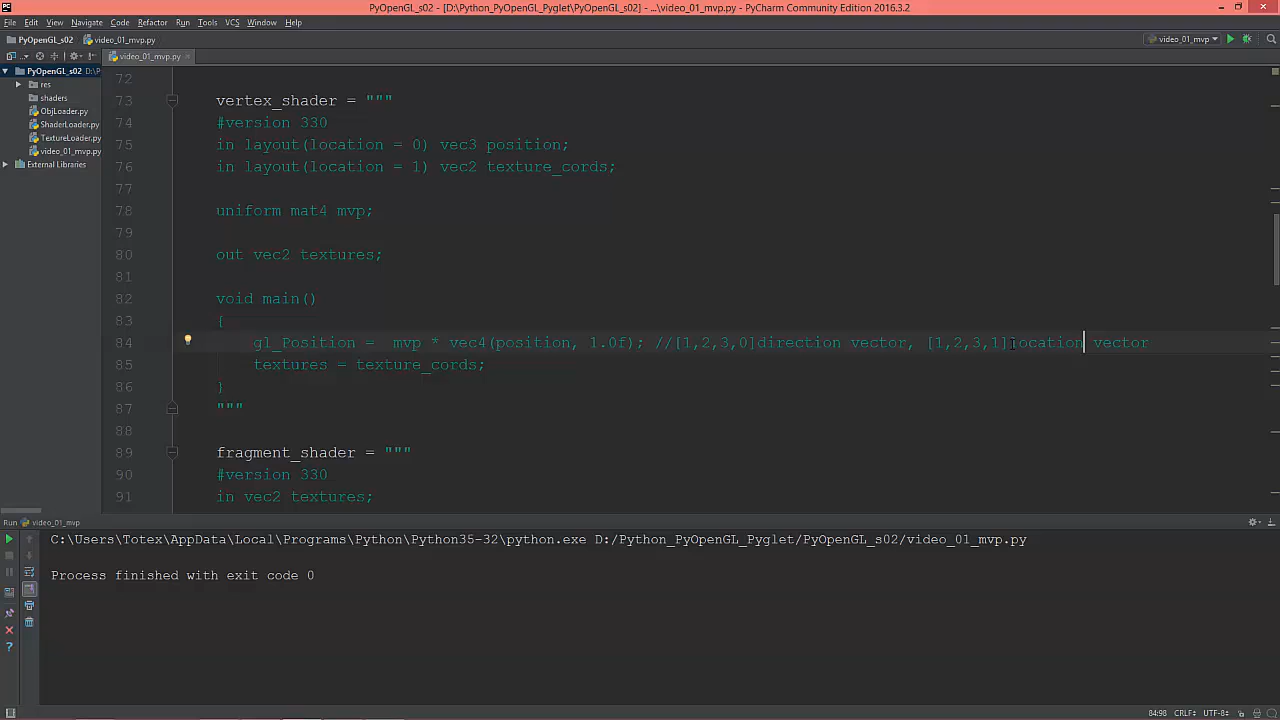 PyOpenGL_s02 - [D:\Python_PyOpenGL_Pyglet\PyOpenGL_s02] - ...\video_01_mvp.py - PyCharm Community Edition 2016.3.2
File Edit View Navigate Code Refactor Run Tools VCS Window Help
PyOpenGL_s02 video_01_mvp.py
video_01_mvp
video_01_mvp.py
PyOpenGL_s02 D:\P
res
shaders
ObjLoader.py
ShaderLoader.py
TextureLoader.py
video_01_mvp.py
External Libraries
72
73 vertex_shader = """
74 #version 330
75 in layout(location = 0) vec3 position;
76 in layout(location = 1) vec2 texture_cords;
77
78 uniform mat4 mvp;
79
80 out vec2 textures;
81
82 void main()
83 {
84 gl_Position =  mvp * vec4(position, 1.0f); //[1,2,3,0]direction vector, [1,2,3,1]location vector
85 textures = texture_cords;
86 }
87 """
88
89 fragment_shader = """
90 #version 330
91 in vec2 textures;
Run video_01_mvp
C:\Users\Totex\AppData\Local\Programs\Python\Python35-32\python.exe D:/Python_PyOpenGL_Pyglet/PyOpenGL_s02/video_01_mvp.py
Process finished with exit code 0
84:98 CRLF÷ UTF-8÷